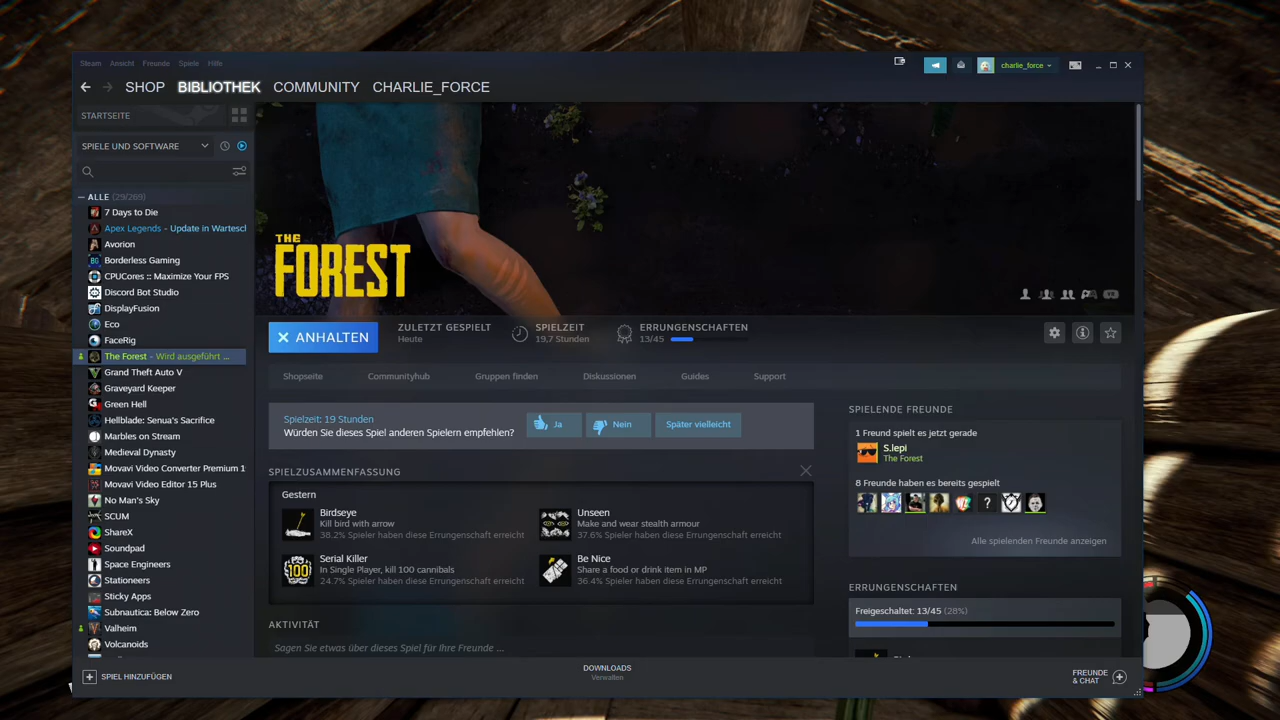 Steam Ansicht Freunde Spiele Hilfe
charlie_force
SHOP BIBLIOTHEK COMMUNITY CHARLIE_FORCE
STARTSEITE
SPIELE UND SOFTWARE
ALLE (29/269)
7 Days to Die
Apex Legends - Update in Wartescl
Avorion
Borderless Gaming
CPUCores :: Maximize Your FPS
Discord Bot Studio
DisplayFusion
Eco
FaceRig
The Forest - Wird ausgeführt ...
Grand Theft Auto V
Graveyard Keeper
Green Hell
Hellblade: Senua's Sacrifice
Marbles on Stream
Medieval Dynasty
Movavi Video Converter Premium 1
Movavi Video Editor 15 Plus
No Man's Sky
SCUM
ShareX
Soundpad
Space Engineers
Stationeers
Sticky Apps
Subnautica: Below Zero
Valheim
Volcanoids
SPIEL HINZUFÜGEN
THE
FOREST
ANHALTEN
ZULETZT GESPIELT
Heute
SPIELZEIT
19,7 Stunden
ERRUNGENSCHAFTEN
13/45
Shopseite Communityhub Gruppen finden Diskussionen Guides Support
Spielzeit: 19 Stunden
Würden Sie dieses Spiel anderen Spielern empfehlen?
Ja
Nein
Später vielleicht
SPIELZUSAMMENFASSUNG
Gestern
Birdseye
Kill bird with arrow
38.2% Spieler haben diese Errungenschaft erreicht
Unseen
Make and wear stealth armour
37.6% Spieler haben diese Errungenschaft erreicht
100
Serial Killer
In Single Player, kill 100 cannibals
24.7% Spieler haben diese Errungenschaft erreicht
Be Nice
Share a food or drink item in MP
36.4% Spieler haben diese Errungenschaft erreicht
AKTIVITÄT
Sagen Sie etwas über dieses Spiel für Ihre Freunde ...
SPIELENDE FREUNDE
1 Freund spielt es jetzt gerade
S.lepi
The Forest
8 Freunde haben es bereits gespielt
?
Alle spielenden Freunde anzeigen
ERRUNGENSCHAFTEN
Freigeschaltet: 13/45 (28%)
DOWNLOADS
Verwalten
FREUNDE
& CHAT